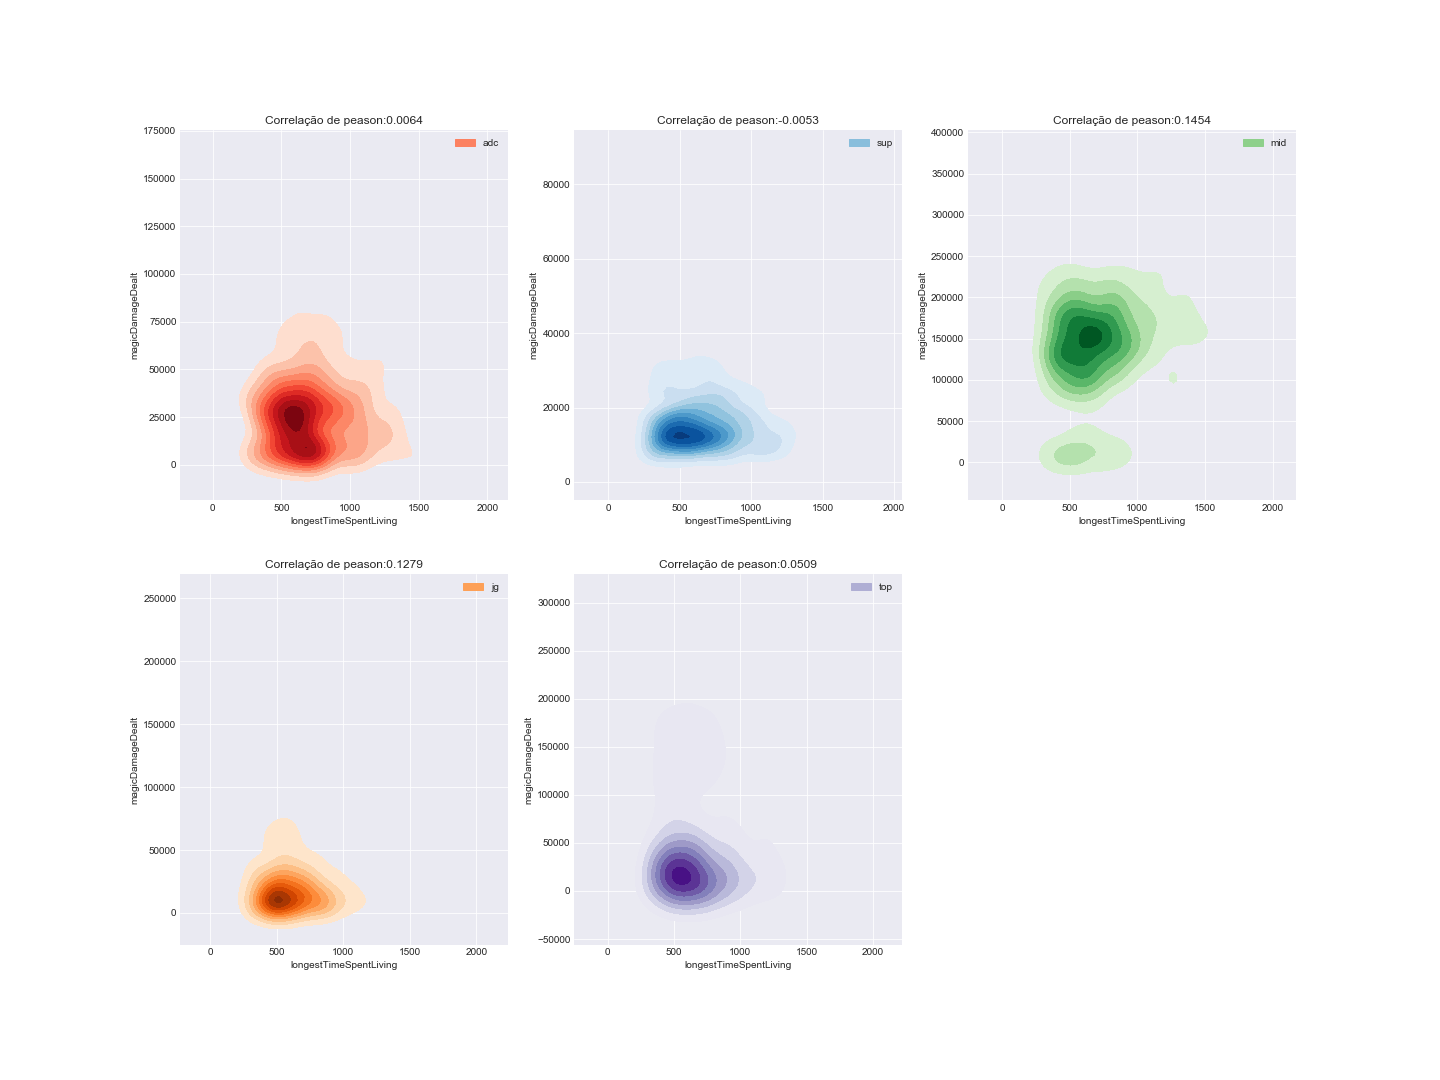 Correlação de peason:0.0064
adc
175000
150000
125000
100000
75000
50000
25000
0
magicDamageDealt
0 500 1000 1500 2000
longestTimeSpentLiving
Correlação de peason:-0.0053
sup
80000
60000
40000
20000
0
magicDamageDealt
0 500 1000 1500 2000
longestTimeSpentLiving
Correlação de peason:0.1454
mid
400000
350000
300000
250000
200000
150000
100000
50000
0
magicDamageDealt
0 500 1000 1500 2000
longestTimeSpentLiving
Correlação de peason:0.1279
jg
250000
200000
150000
100000
50000
0
magicDamageDealt
0 500 1000 1500 2000
longestTimeSpentLiving
Correlação de peason:0.0509
top
300000
250000
200000
150000
100000
50000
0
−50000
magicDamageDealt
0 500 1000 1500 2000
longestTimeSpentLiving